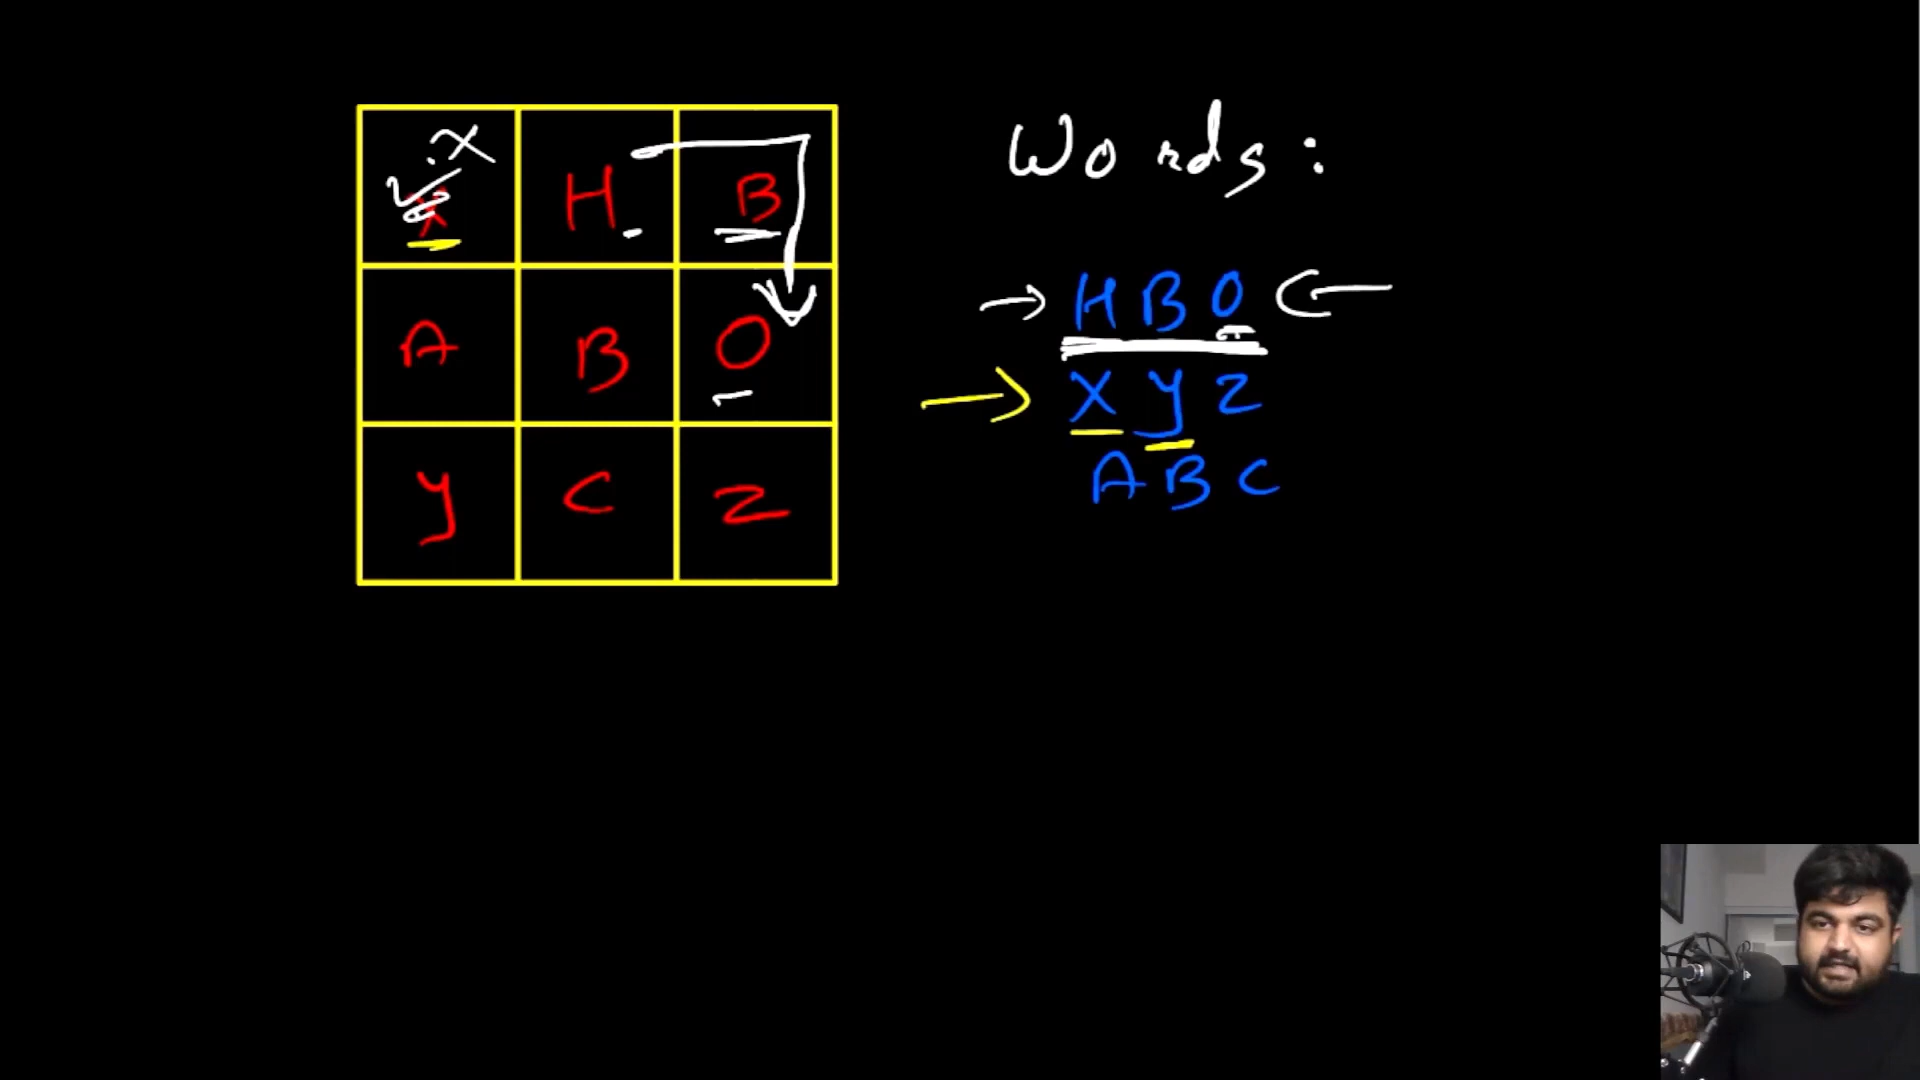 X
X H B
A B O
Y C Z
Words:
HBO
XYZ
ABC